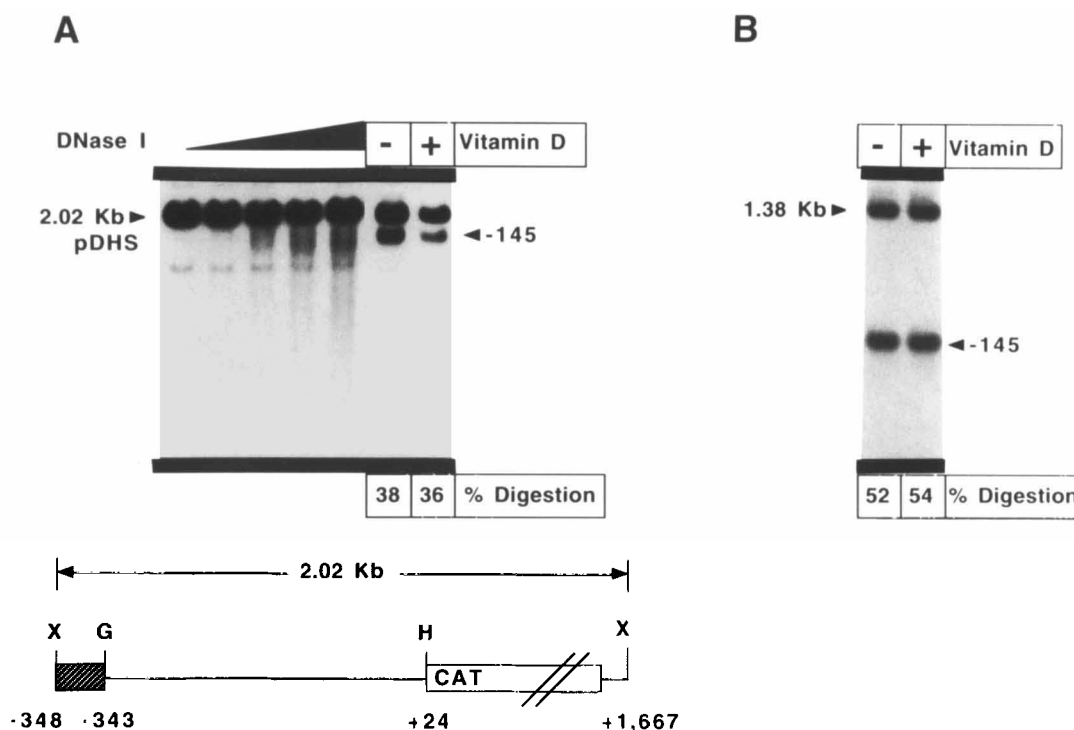 A
B
DNase I
- + Vitamin D
- + Vitamin D
2.02 Kb
pDHS
-145
1.38 Kb
-145
38 36 % Digestion
52 54 % Digestion
2.02 Kb
X G H X
CAT
-348 -343 +24 +1,667